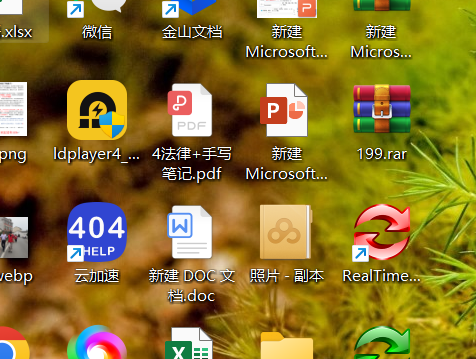 .xlsx
微信
金山文档
新建
Microsoft...
新建
Micros...
png
ldplayer4_...
PDF
4法律+手写
笔记.pdf
P
新建
Microsoft...
199.rar
webp
404
HELP
云加速
W
新建 DOC 文
档.doc
照片 - 副本
RealTime...
X